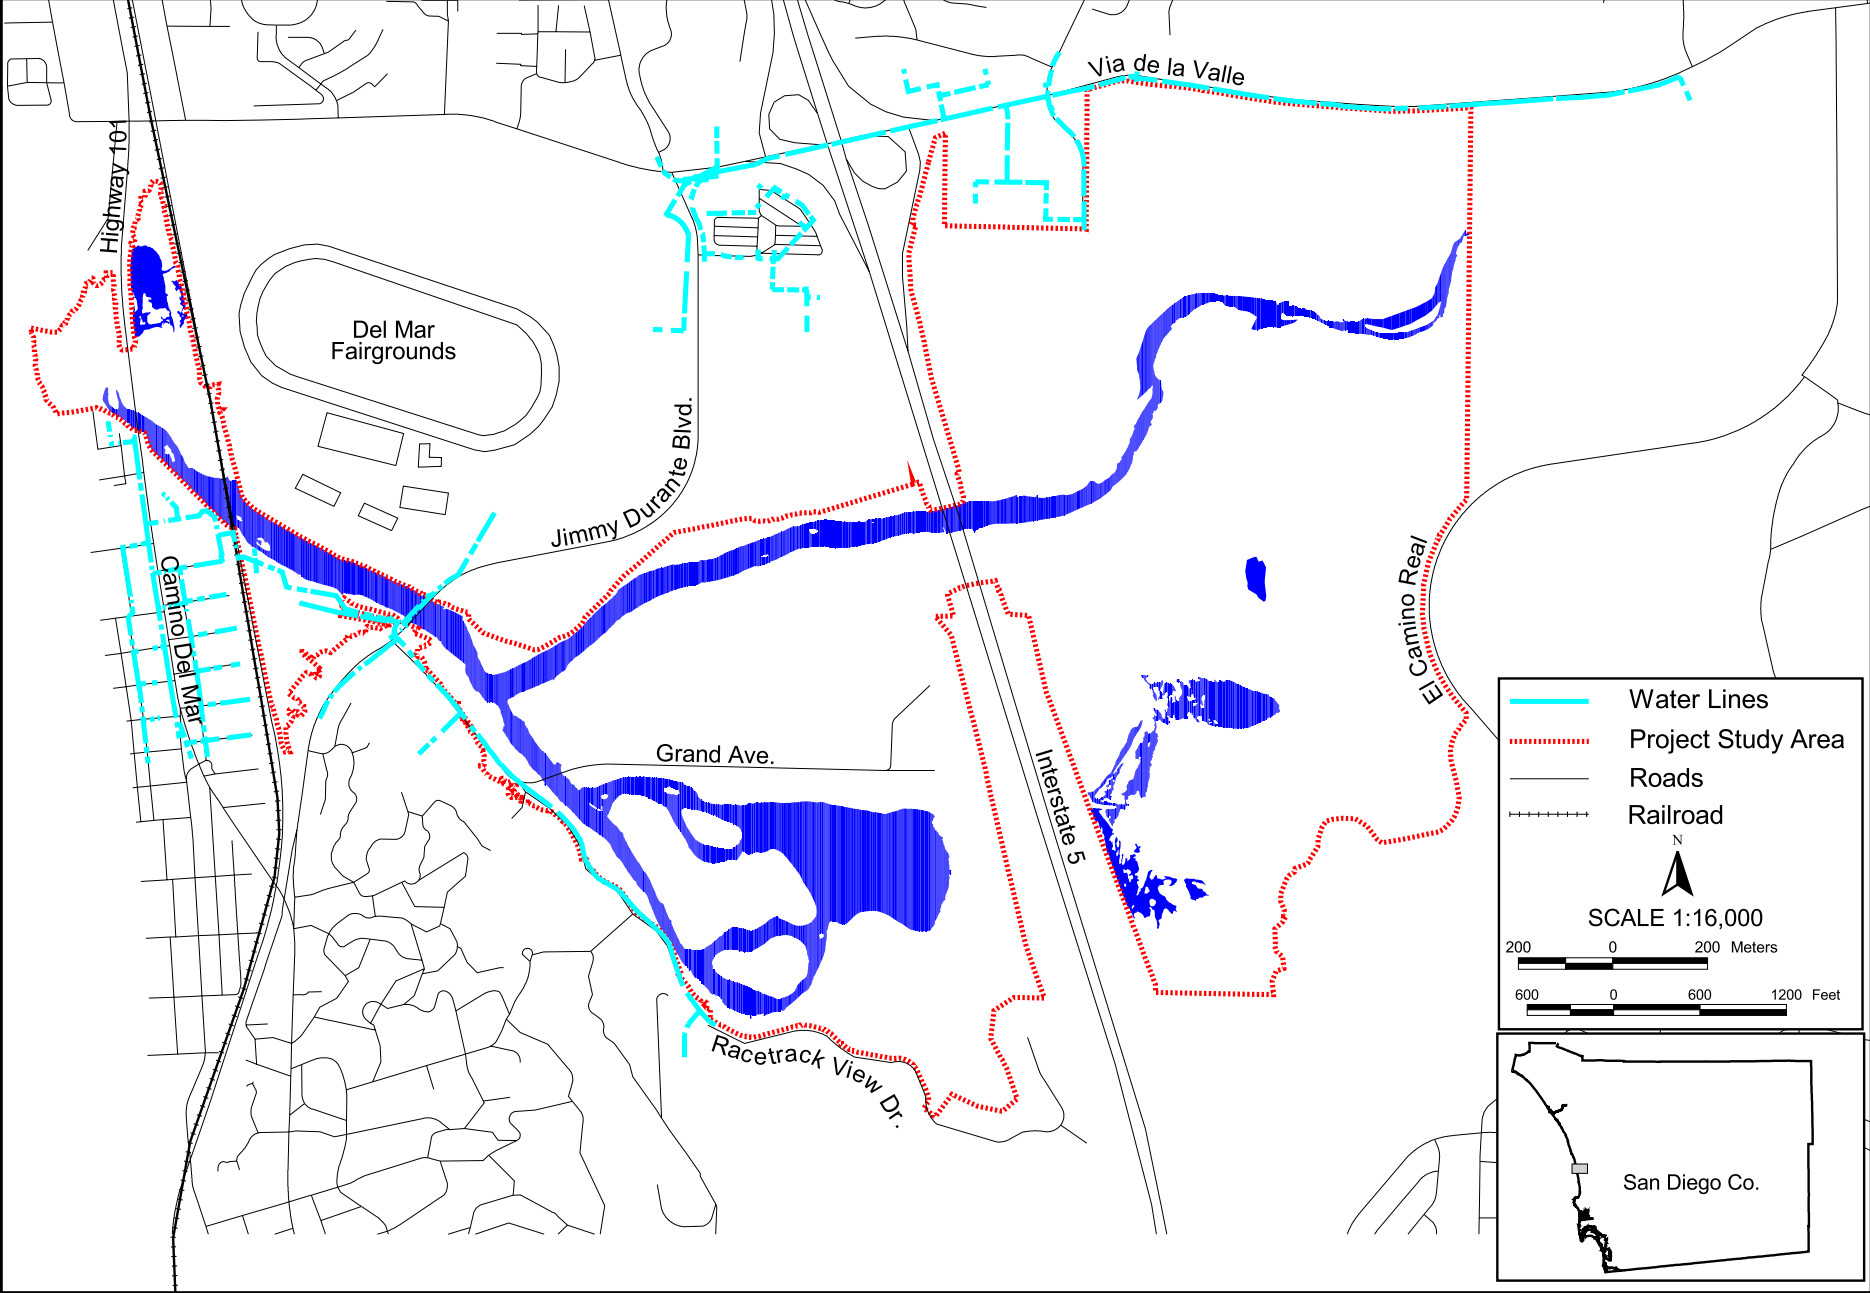 Via de la Valle
Highway 101
Del Mar
Fairgrounds
Jimmy Durante Blvd.
El Camino Real
Camino Del Mar
Grand Ave.
Interstate 5
Racetrack View Dr.
Water Lines
Project Study Area
Roads
Railroad
N
SCALE 1:16,000
200 0 200 Meters
600 0 600 1200 Feet
San Diego Co.